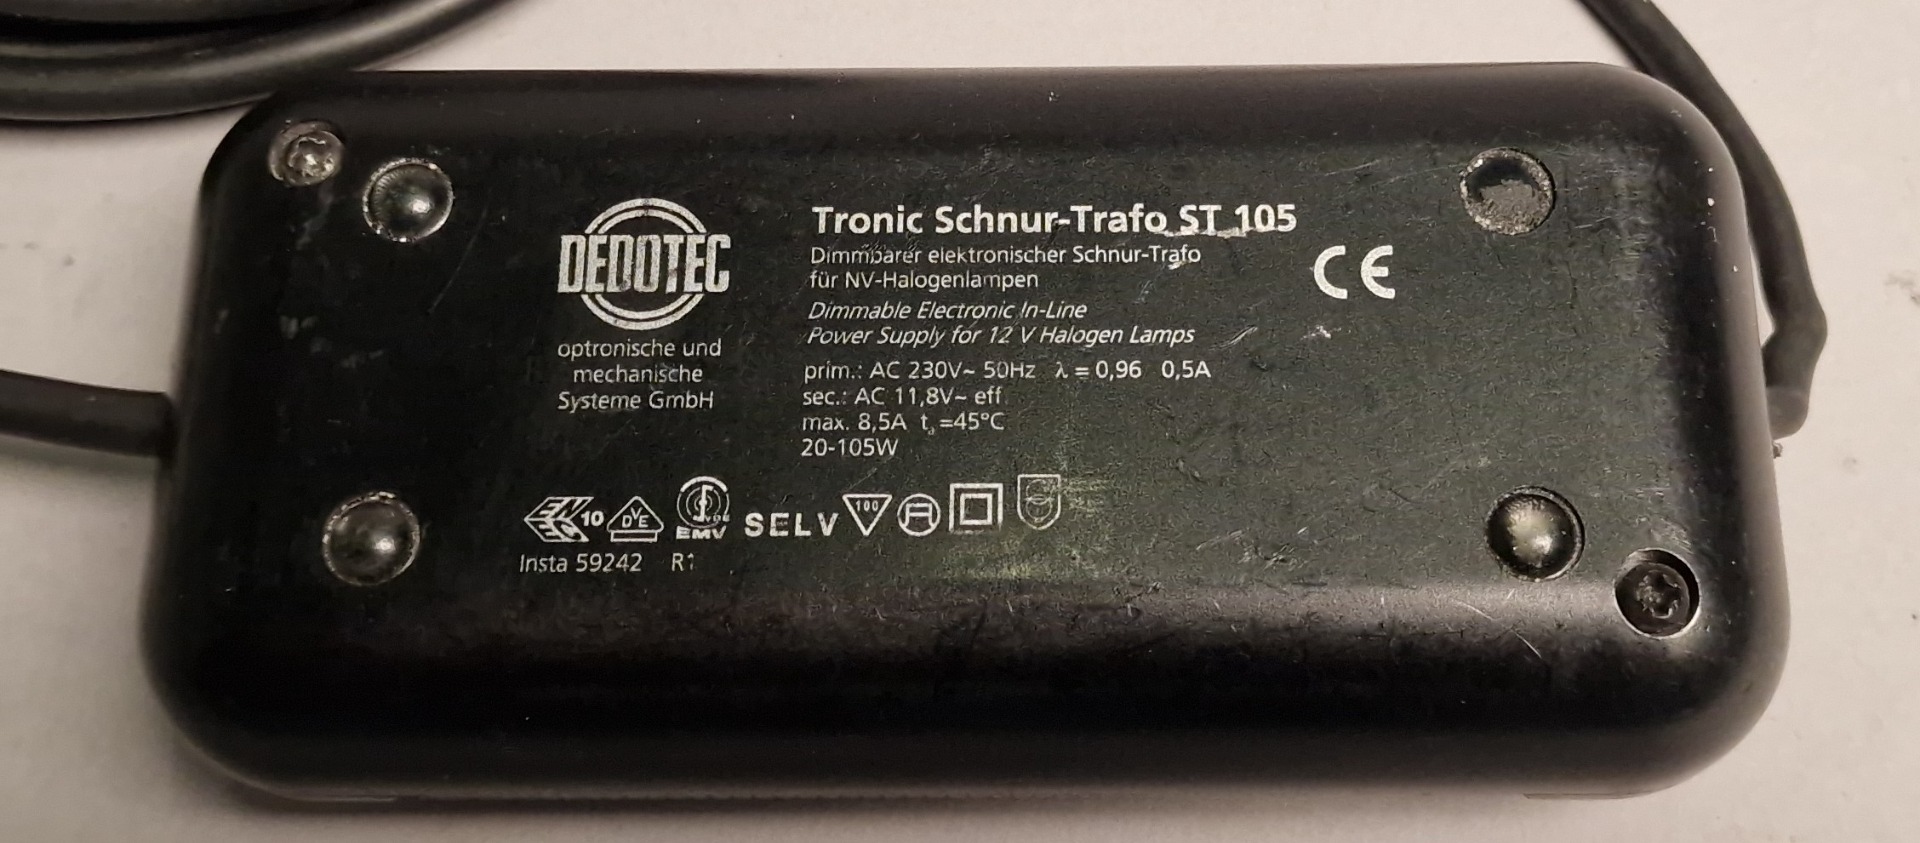 DEDOTEC
optronische und
mechanische
Systeme GmbH
Tronic Schnur-Trafo ST 105
Dimmbarer elektronischer Schnur-Trafo
für NV-Halogenlampen
Dimmable Electronic In-Line
Power Supply for 12 V Halogen Lamps
CE
prim.: AC 230V~ 50Hz λ = 0,96 0,5A
sec.: AC 11,8V~ eff.
max. 8,5A ta =45°C
20-105W
10 DVE EMV SELV 100
Insta 59242 R1